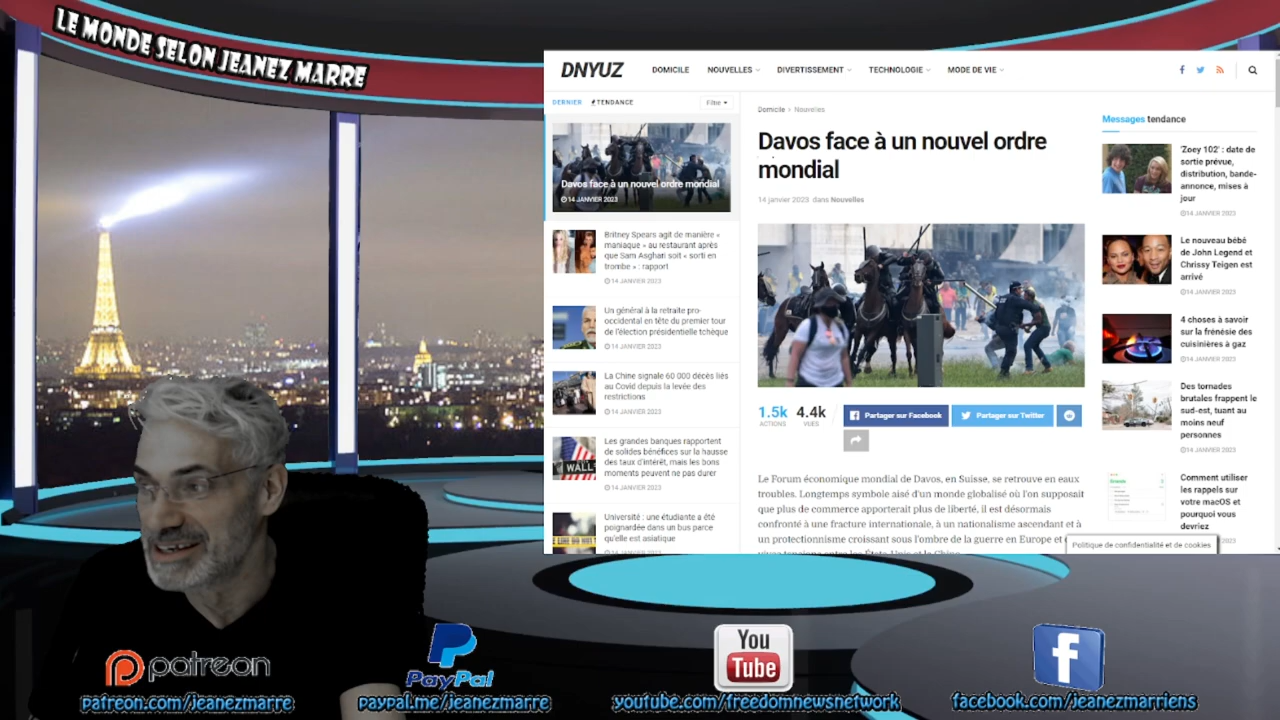 LE MONDE SELON JEANEZ MARRE
DNYUZ
DOMICILE
NOUVELLES
DIVERTISSEMENT
TECHNOLOGIE
MODE DE VIE
DERNIER
TENDANCE
Filtre
Davos face à un nouvel ordre mondial
14 JANVIER 2023
Britney Spears agit de manière «
maniaque » au restaurant après
que Sam Asghari soit « sorti en
trombe » : rapport
14 JANVIER 2023
Un général à la retraite pro-
occidental en tête du premier tour
de l'élection présidentielle tchèque
14 JANVIER 2023
La Chine signale 60 000 décès liés
au Covid depuis la levée des
restrictions
14 JANVIER 2023
Les grandes banques rapportent
de solides bénéfices sur la hausse
des taux d'intérêt, mais les bons
moments peuvent ne pas durer
14 JANVIER 2023
WALL
Université : une étudiante a été
poignardée dans un bus parce
qu'elle est asiatique
Domicile > Nouvelles
Davos face à un nouvel ordre
mondial
14 janvier 2023 dans Nouvelles
1.5k
ACTIONS
4.4k
VUES
Partager sur Facebook
Partager sur Twitter
Le Forum économique mondial de Davos, en Suisse, se retrouve en eaux
troubles. Longtemps symbole aisé d'un monde globalisé où l'on supposait
que plus de commerce apporterait plus de liberté, il est désormais
confronté à une fracture internationale, à un nationalisme ascendant et à
un protectionnisme croissant sous l'ombre de la guerre en Europe et
Messages tendance
'Zoey 102' : date de
sortie prévue,
distribution, bande-
annonce, mises à
jour
14 JANVIER 2023
Le nouveau bébé
de John Legend et
Chrissy Teigen est
arrivé
14 JANVIER 2023
4 choses à savoir
sur la frénésie des
cuisinières à gaz
14 JANVIER 2023
Des tornades
brutales frappent le
sud-est, tuant au
moins neuf
personnes
14 JANVIER 2023
Comment utiliser
les rappels sur
votre macOS et
pourquoi vous
devriez
Politique de confidentialité et de cookies
patreon
patreon.com/jeanezmarre
PayPal
paypal.me/jeanezmarre
You
Tube
youtube.com/freedomnewsnetwork
facebook.com/jeanezmarriens